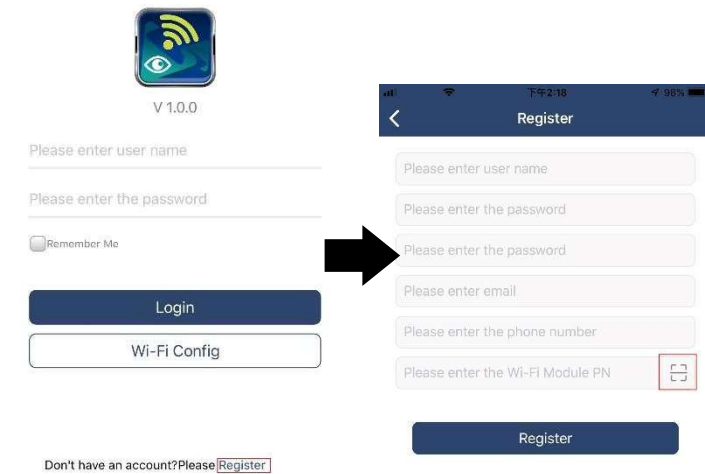 V 1.0.0
Please enter user name
Please enter the password
Remember Me
Login
Wi-Fi Config
Don't have an account?Please Register
下午2:18
98%
Register
Please enter user name
Please enter the password
Please enter the password
Please enter email
Please enter the phone number
Please enter the Wi-Fi Module PN
Register